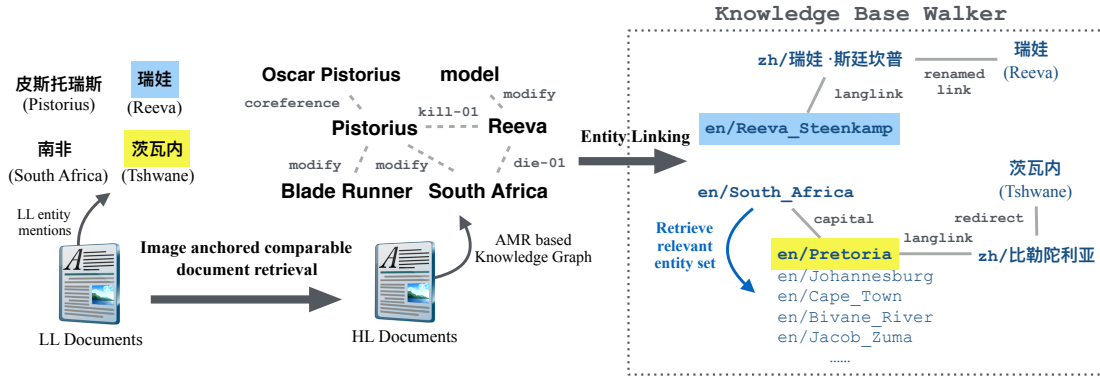 Knowledge Base Walker
皮斯托瑞斯
(Pistorius)
瑞娃
(Reeva)
南非
(South Africa)
茨瓦内
(Tshwane)
LL entity
mentions
LL Documents
Image anchored comparable
document retrieval
HL Documents
AMR based
Knowledge Graph
Oscar Pistorius
model
coreference
modify
kill-01
Pistorius
Reeva
modify
modify
die-01
Blade Runner
South Africa
Entity Linking
zh/瑞娃·斯廷坎普
瑞娃
(Reeva)
renamed
link
langlink
en/Reeva_Steenkamp
茨瓦内
(Tshwane)
en/South_Africa
capital
redirect
Retrieve
relevant
entity set
langlink
en/Pretoria
zh/比勒陀利亚
en/Johannesburg
en/Cape_Town
en/Bivane_River
en/Jacob_Zuma
......